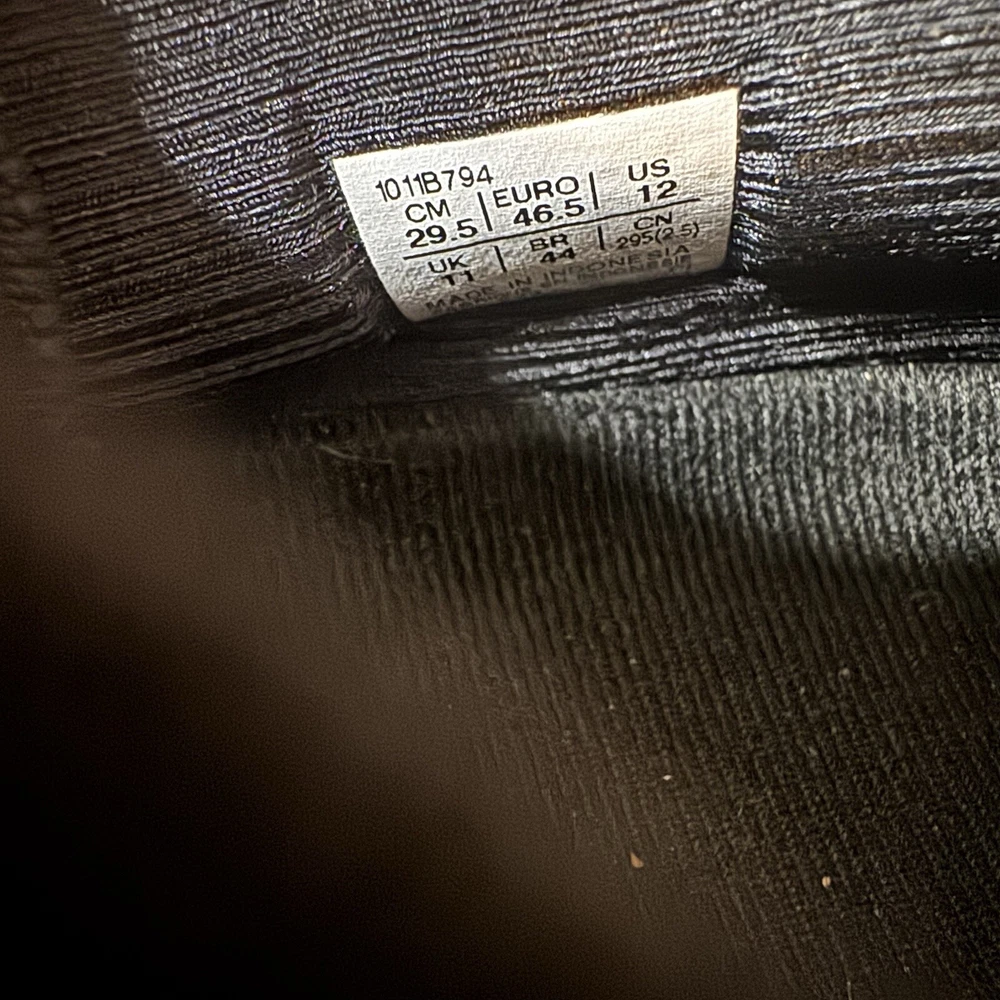 1011B794
CM | EURO | US
29.5 46.5 12
UK | BR | CN
11 44 295(2.5)
MADE IN INDONESIA